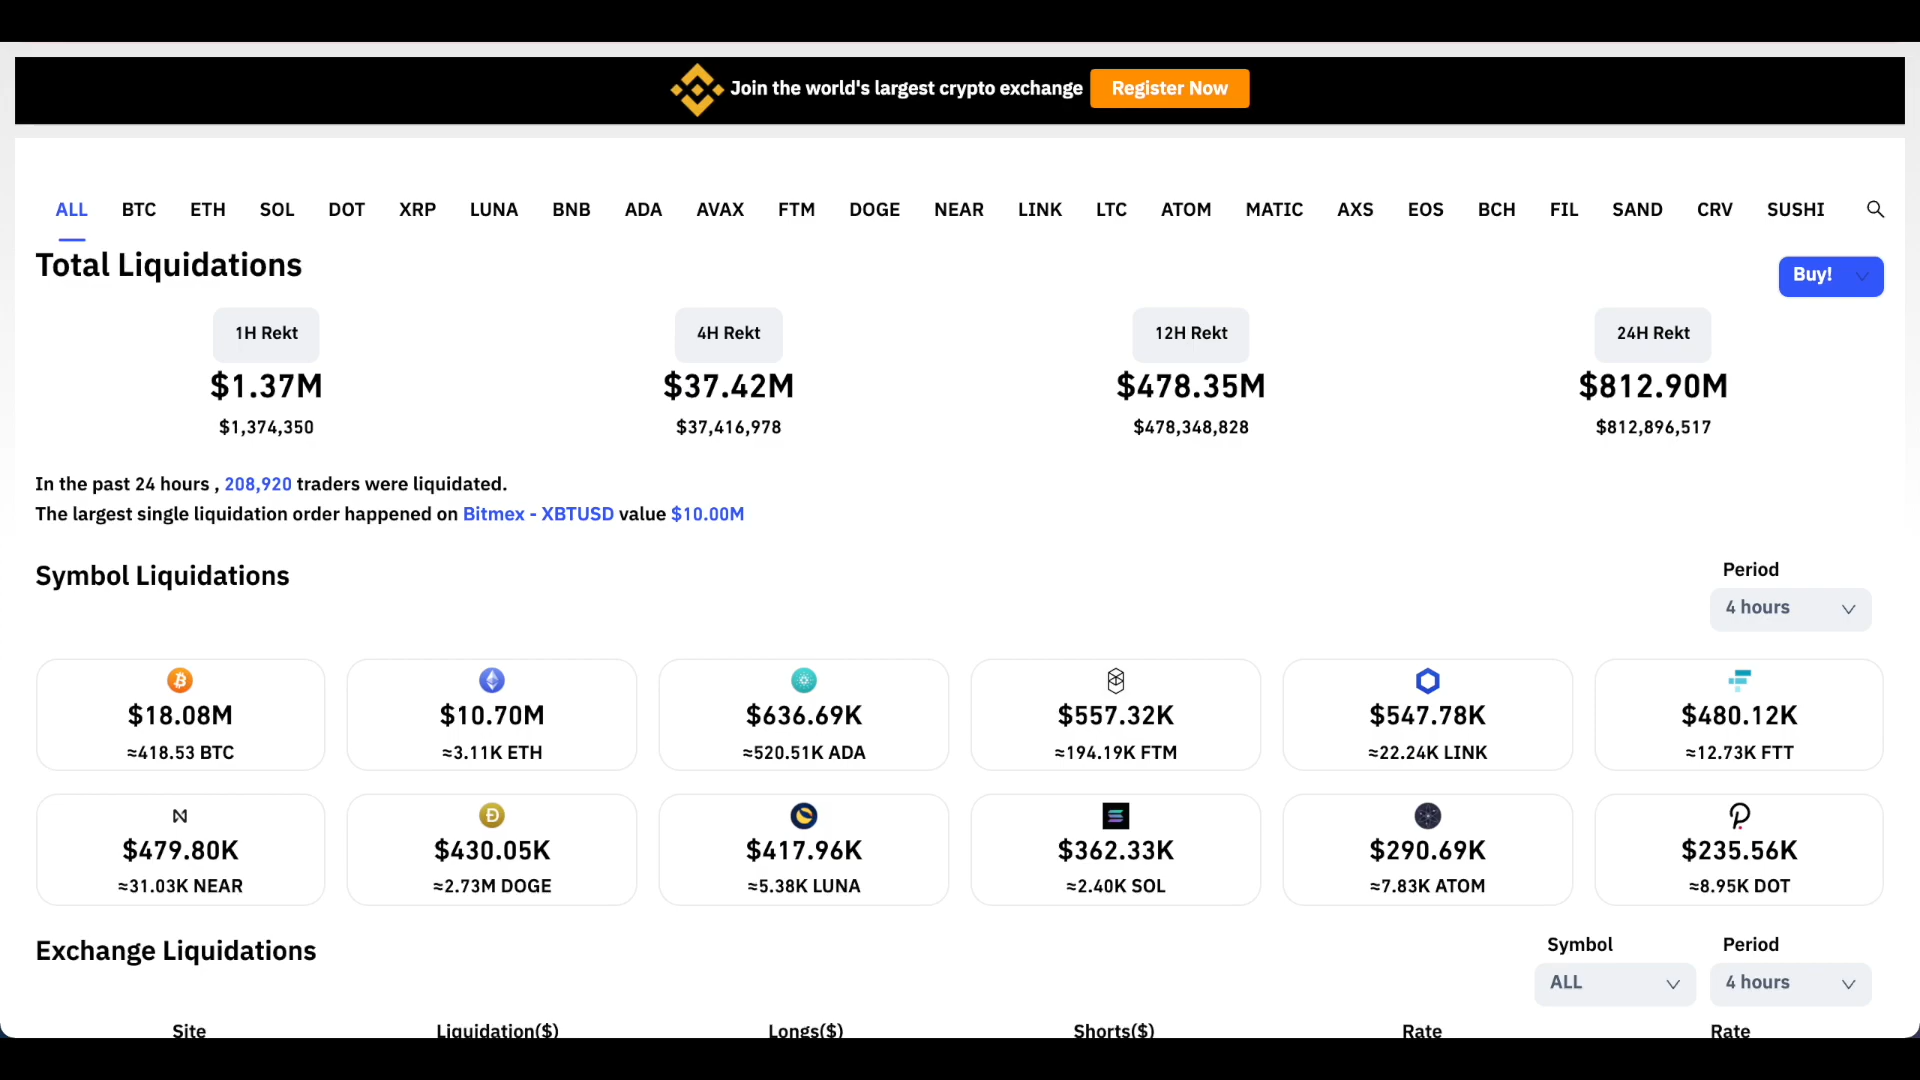 Join the world's largest crypto exchange Register Now
ALL BTC ETH SOL DOT XRP LUNA BNB ADA AVAX FTM DOGE NEAR LINK LTC ATOM MATIC AXS EOS BCH FIL SAND CRV SUSHI
Total Liquidations
Buy!
1H Rekt 4H Rekt 12H Rekt 24H Rekt
$1.37M $37.42M $478.35M $812.90M
$1,374,350 $37,416,978 $478,348,828 $812,896,517
In the past 24 hours , 208,920 traders were liquidated.
The largest single liquidation order happened on Bitmex - XBTUSD value $10.00M
Symbol Liquidations
Period
4 hours
$18.08M $10.70M $636.69K $557.32K $547.78K $480.12K
≈418.53 BTC ≈3.11K ETH ≈520.51K ADA ≈194.19K FTM ≈22.24K LINK ≈12.73K FTT
$479.80K $430.05K $417.96K $362.33K $290.69K $235.56K
≈31.03K NEAR ≈2.73M DOGE ≈5.38K LUNA ≈2.40K SOL ≈7.83K ATOM ≈8.95K DOT
Exchange Liquidations
Symbol Period
ALL 4 hours
Site Liquidation($) Longs($) Shorts($) Rate Rate